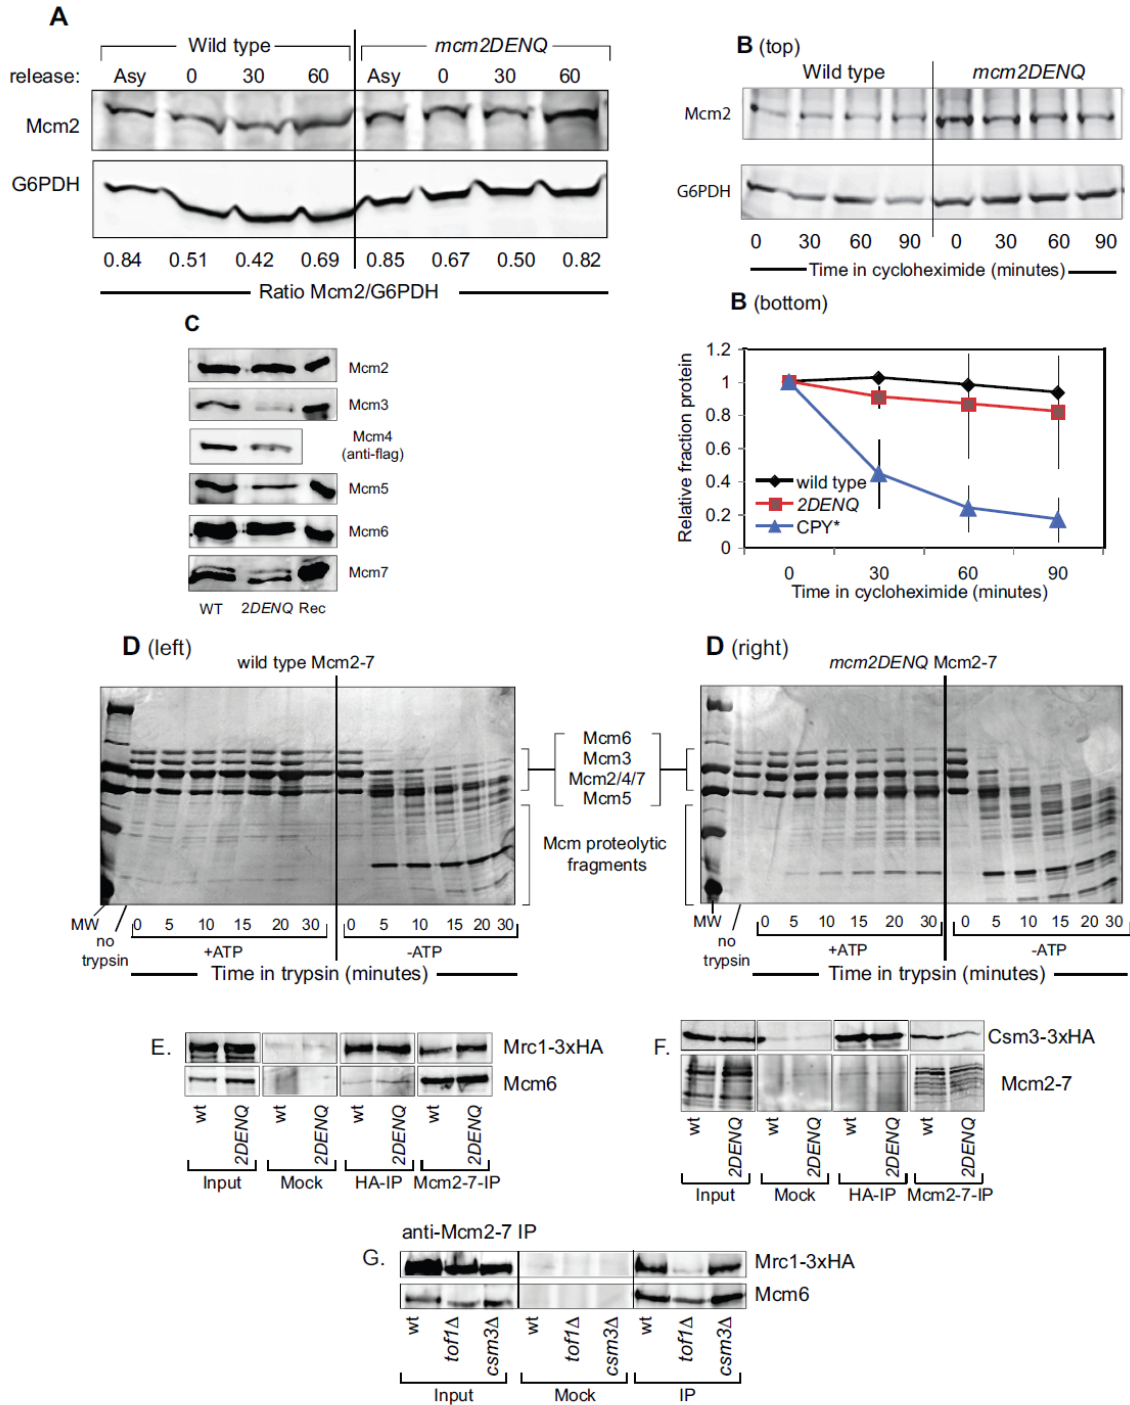 A
Wild type
mcm2DENQ
release: Asy 0 30 60 Asy 0 30 60
Mcm2
G6PDH
0.84 0.51 0.42 0.69 0.85 0.67 0.50 0.82
Ratio Mcm2/G6PDH
B (top)
Wild type
mcm2DENQ
Mcm2
G6PDH
0 30 60 90 0 30 60 90
Time in cycloheximide (minutes)
C
Mcm2
Mcm3
Mcm4
(anti-flag)
Mcm5
Mcm6
Mcm7
WT 2DENQ Rec
B (bottom)
Relative fraction protein
1.2
1
0.8
0.6
0.4
0.2
0
wild type
2DENQ
CPY*
0 30 60 90
Time in cycloheximide (minutes)
D (left)
wild type Mcm2-7
D (right)
mcm2DENQ Mcm2-7
Mcm6
Mcm3
Mcm2/4/7
Mcm5
Mcm proteolytic
fragments
MW
no
trypsin
0 5 10 15 20 30 0 5 10 15 20 30
+ATP
-ATP
Time in trypsin (minutes)
MW
no
trypsin
0 5 10 15 20 30 0 5 10 15 20 30
+ATP
-ATP
Time in trypsin (minutes)
E.
Mrc1-3xHA
Mcm6
wt 2DENQ wt 2DENQ wt 2DENQ wt 2DENQ
Input Mock HA-IP Mcm2-7-IP
F.
Csm3-3xHA
Mcm2-7
wt 2DENQ wt 2DENQ wt 2DENQ wt 2DENQ
Input Mock HA-IP Mcm2-7-IP
anti-Mcm2-7 IP
G.
Mrc1-3xHA
Mcm6
wt tof1Δ csm3Δ wt tof1Δ csm3Δ wt tof1Δ csm3Δ
Input Mock IP